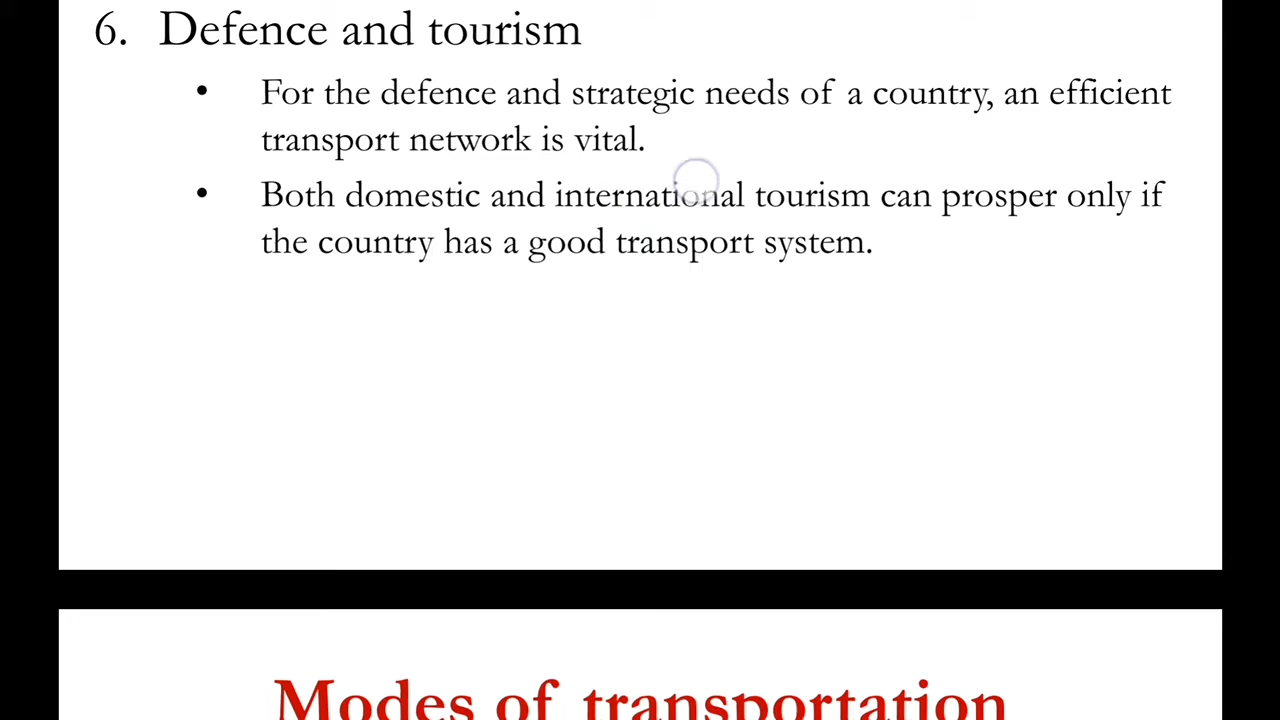 6. Defence and tourism
• For the defence and strategic needs of a country, an efficient
transport network is vital.
• Both domestic and international tourism can prosper only if
the country has a good transport system.
Modes of transportation